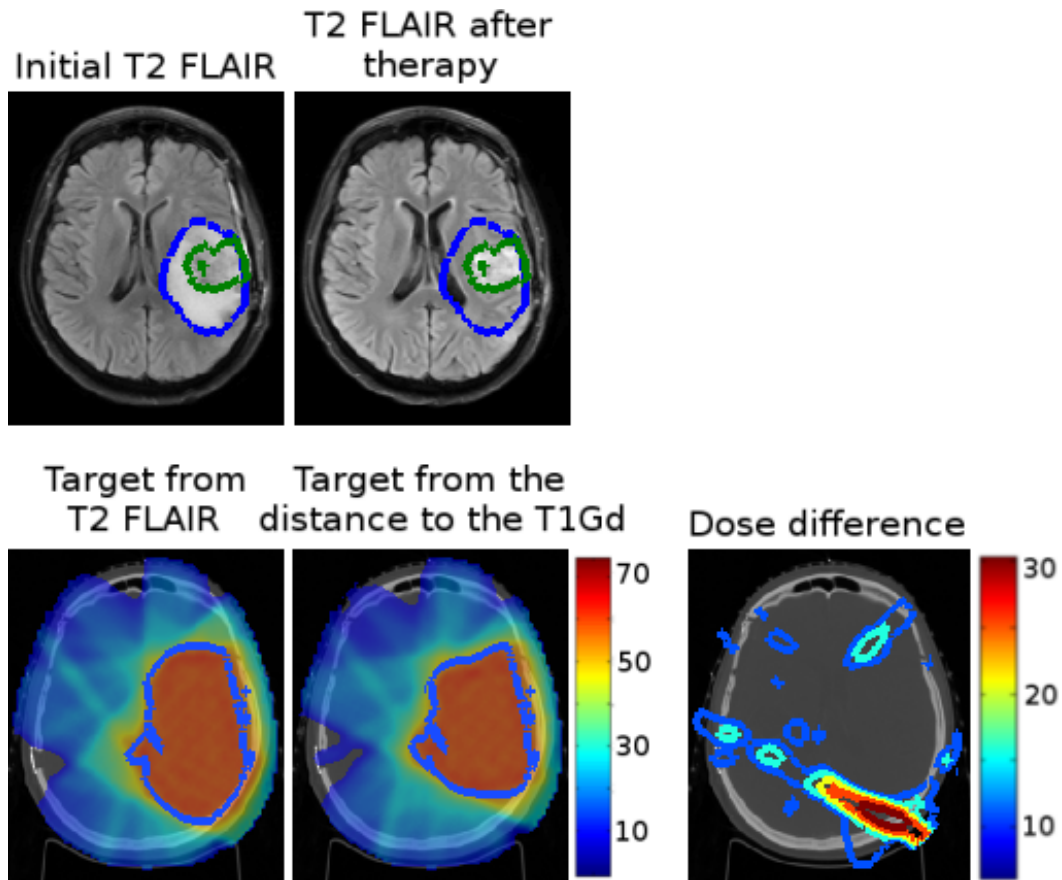 Initial T2 FLAIR
T2 FLAIR after
therapy
Target from
T2 FLAIR
Target from the
distance to the T1Gd
Dose difference
70
50
30
10
30
20
10